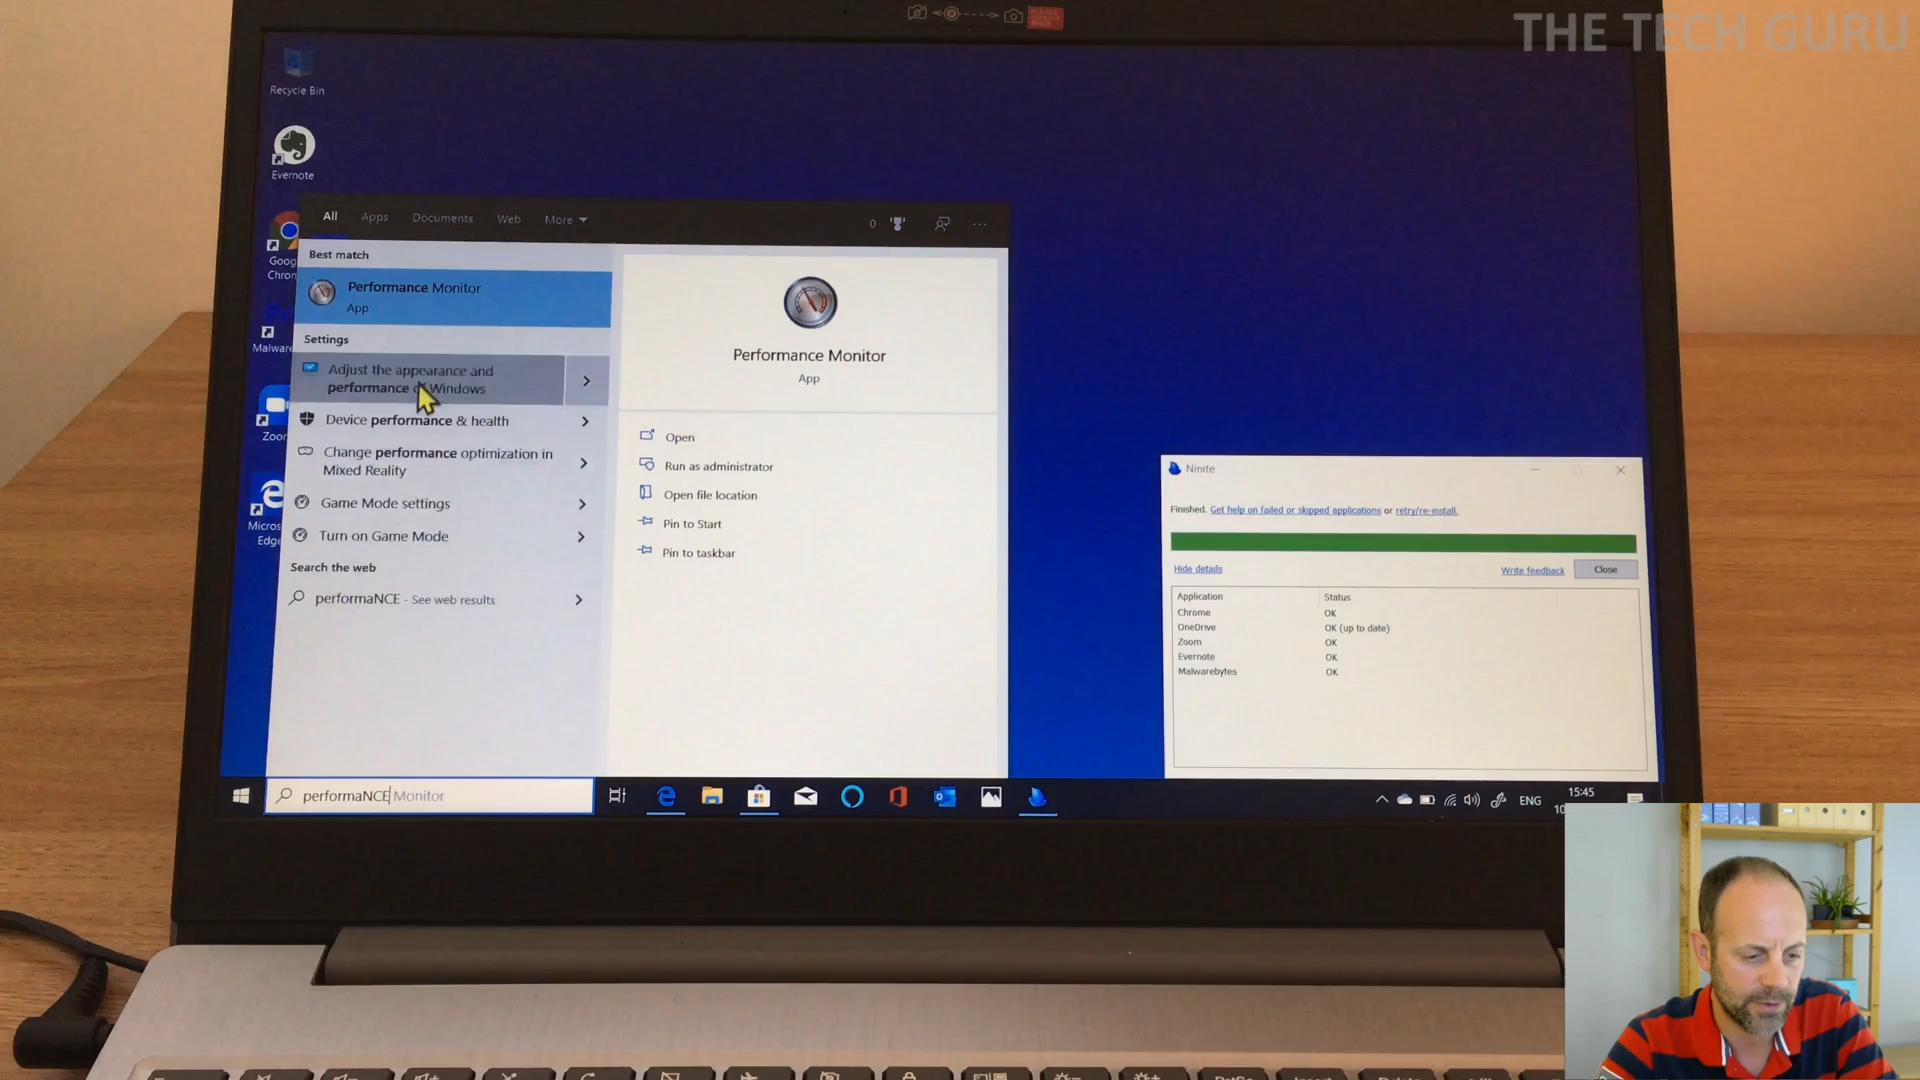 THE TECH GURU
Recycle Bin
Evernote
Goog
Chron
Malware
Zoor
Micros
Edge
All Apps Documents Web More
0
Best match
Performance Monitor
App
Settings
Adjust the appearance and
performance of Windows
Device performance & health
Change performance optimization in
Mixed Reality
Game Mode settings
Turn on Game Mode
Search the web
performaNCE - See web results
Performance Monitor
App
Open
Run as administrator
Open file location
Pin to Start
Pin to taskbar
Ninite
Finished. Get help on failed or skipped applications or retry/re-install.
Hide details
Write feedback
Close
Application Status
Chrome OK
OneDrive OK (up to date)
Zoom OK
Evernote OK
Malwarebytes OK
performaNCE Monitor
ENG
15:45
10